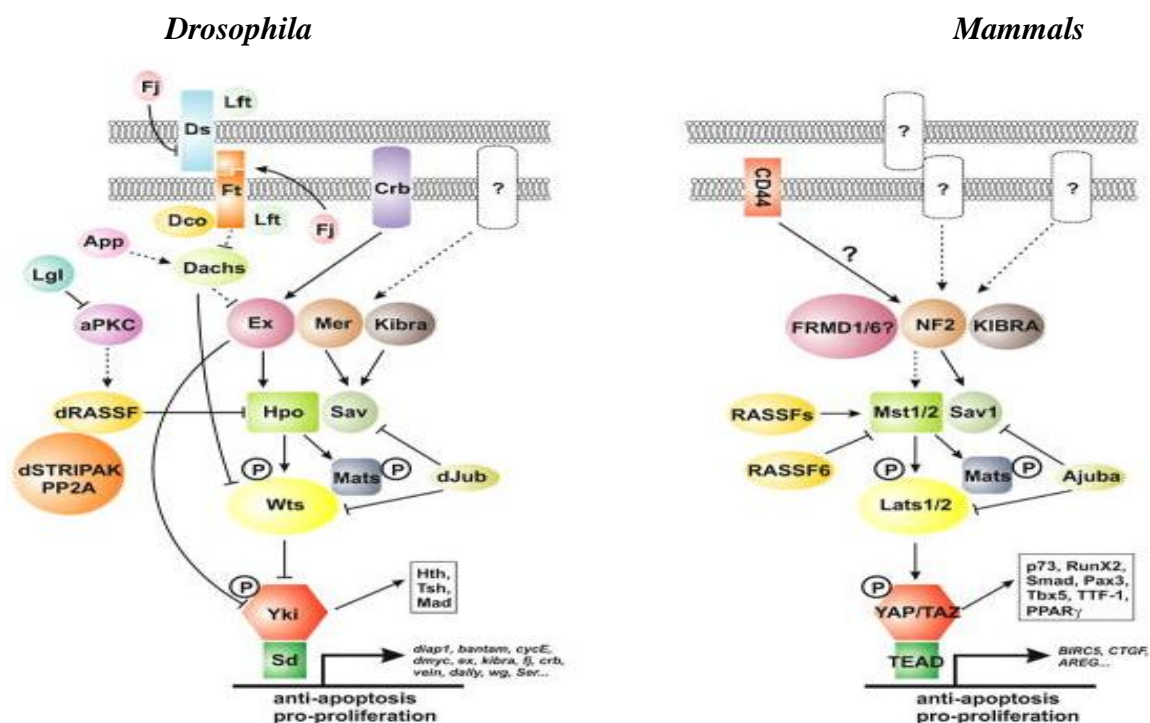 Drosophila
Mammals
Fj
Lft
Ds
Ft
Crb
?
Dco
Lft
Fj
App
Dachs
Lgl
aPKC
Ex
Mer
Kibra
dRASSF
Hpo
Sav
dSTRIPAK
PP2A
P
Mats
P
dJub
Wts
P
Yki
Hth,
Tsh,
Mad
Sd
diap1, bantam, cycE,
dmyc, ex, kibra, fj, crb,
vein, dally, wg, Ser...
anti-apoptosis
pro-proliferation
?
CD44
?
?
?
FRMD1/6?
NF2
KIBRA
RASSFs
Mst1/2
Sav1
RASSF6
P
Mats
P
Ajuba
Lats1/2
P
YAP/TAZ
p73, RunX2,
Smad, Pax3,
Tbx5, TTF-1,
PPARγ
TEAD
BIRC5, CTGF,
AREG...
anti-apoptosis
pro-proliferation